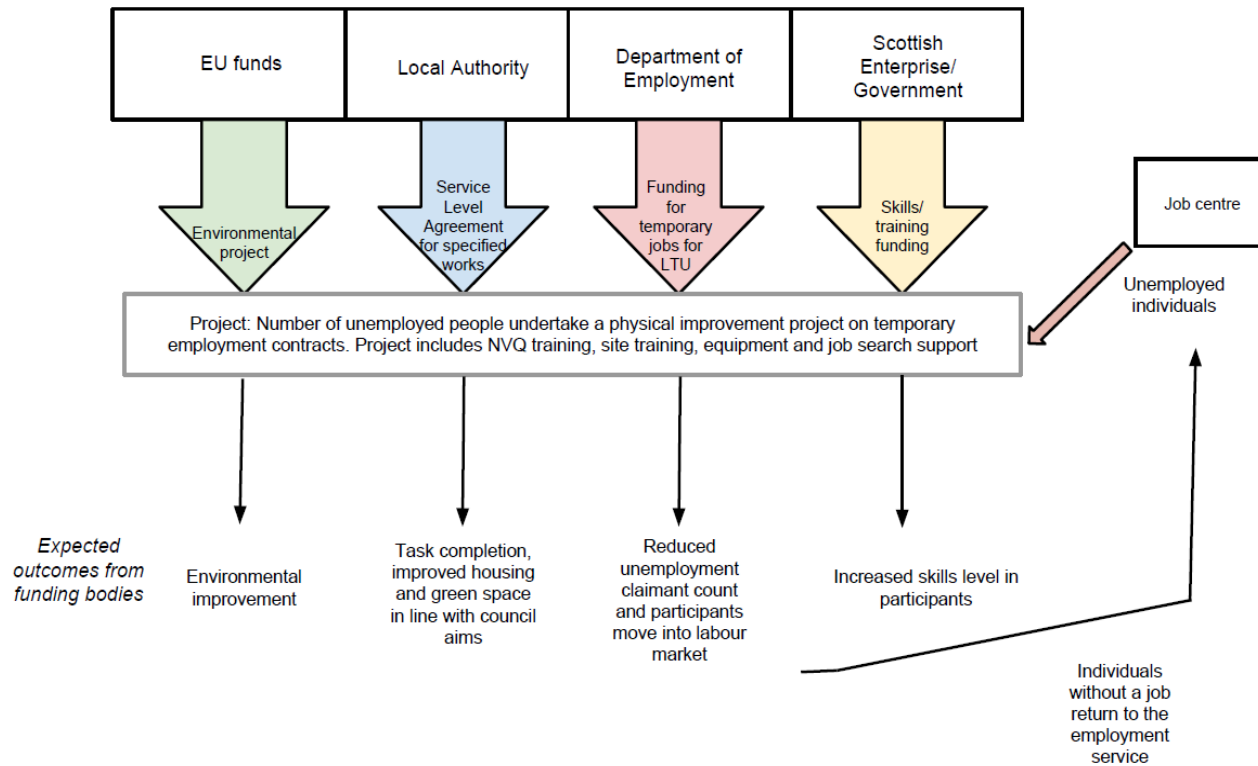 EU funds
Local Authority
Department of
Employment
Scottish
Enterprise/
Government
Environmental
project
Service
Level
Agreement
for specified
works
Funding
for
temporary
jobs for
LTU
Skills/
training
funding
Job centre
Unemployed
individuals
Project: Number of unemployed people undertake a physical improvement project on temporary
employment contracts. Project includes NVQ training, site training, equipment and job search support
Expected
outcomes from
funding bodies
Environmental
improvement
Task completion,
improved housing
and green space
in line with council
aims
Reduced
unemployment
claimant count
and participants
move into labour
market
Increased skills level in
participants
Individuals
without a job
return to the
employment
service